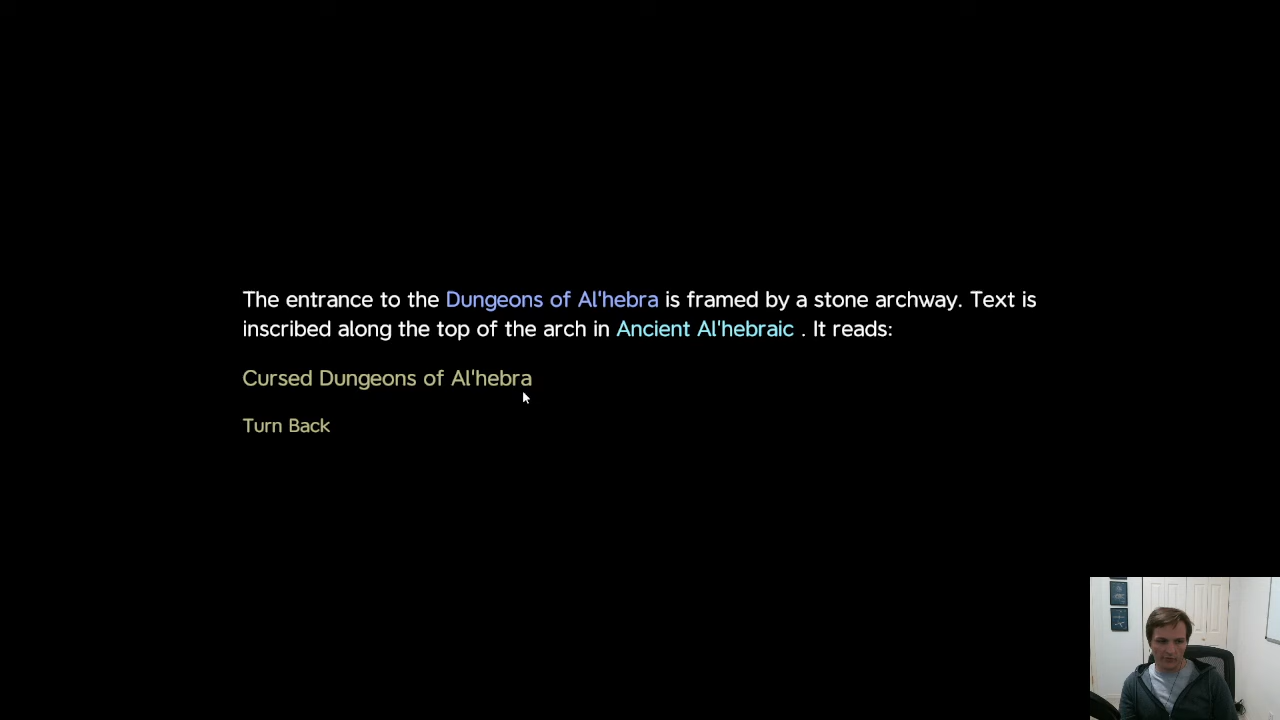 The entrance to the Dungeons of Al'hebra is framed by a stone archway. Text is
inscribed along the top of the arch in Ancient Al'hebraic . It reads:
Cursed Dungeons of Al'hebra
Turn Back